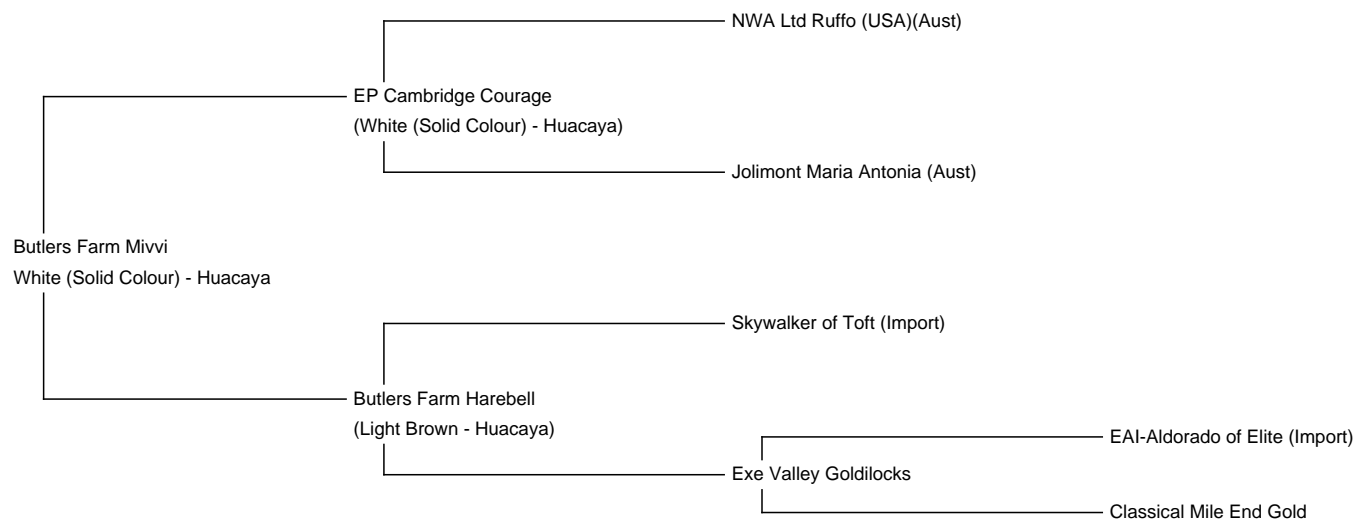 NWA Ltd Ruffo (USA)(Aust)
EP Cambridge Courage
(White (Solid Colour) - Huacaya)
Jolimont Maria Antonia (Aust)
Butlers Farm Mivvi
White (Solid Colour) - Huacaya
Skywalker of Toft (Import)
Butlers Farm Harebell
(Light Brown - Huacaya)
EAI-Aldorado of Elite (Import)
Exe Valley Goldilocks
Classical Mile End Gold